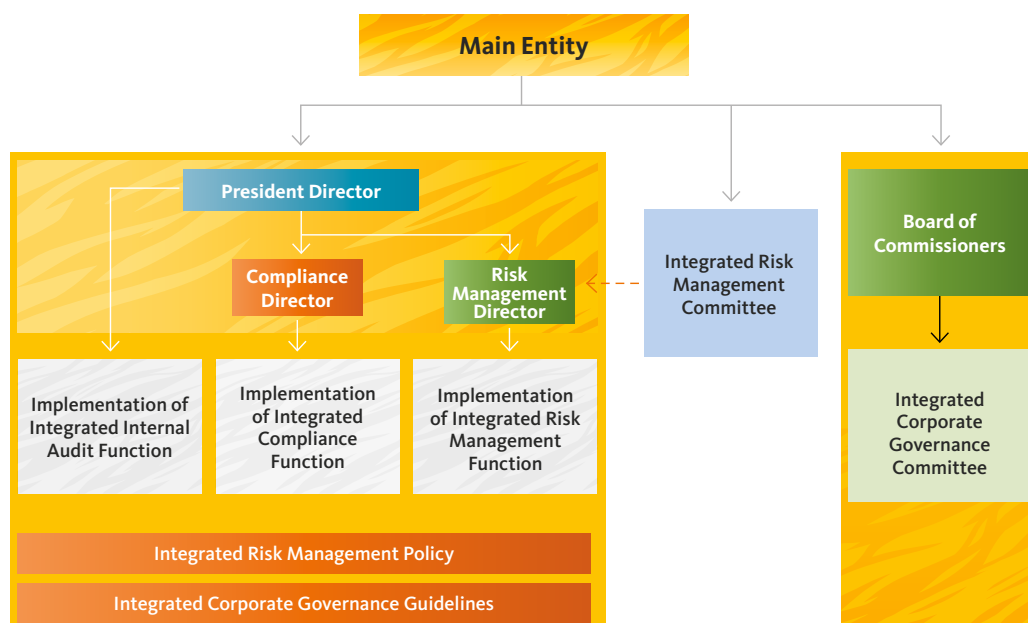 Main Entity
President Director
Compliance
Director
Risk
Management
Director
Integrated Risk
Management
Committee
Board of
Commissioners
Implementation of
Integrated Internal
Audit Function
Implementation
of Integrated
Compliance
Function
Implementation
of Integrated Risk
Management
Function
Integrated
Corporate
Governance
Committee
Integrated Risk Management Policy
Integrated Corporate Governance Guidelines